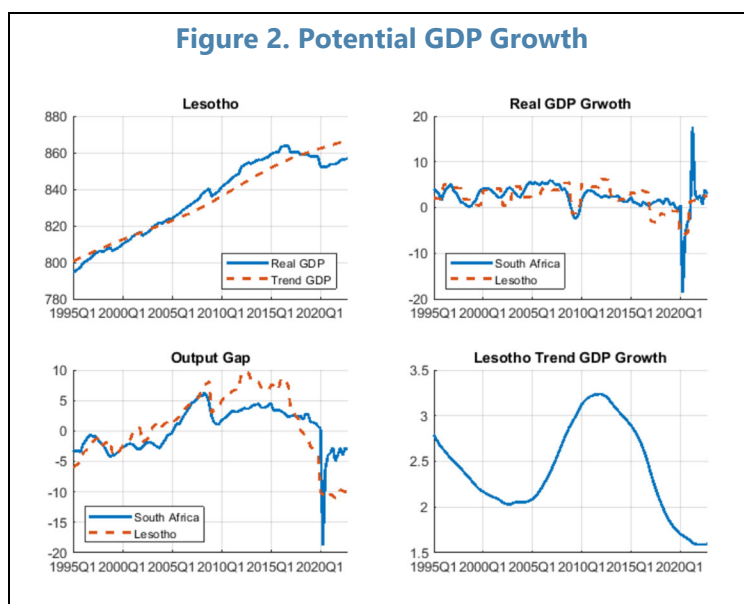 Figure 2. Potential GDP Growth
Lesotho
880
860
840
820
800
780
Real GDP
Trend GDP
1995Q1 2000Q1 2005Q1 2010Q1 2015Q1 2020Q1
Real GDP Grwoth
20
10
0
-10
-20
South Africa
Lesotho
1995Q1 2000Q1 2005Q1 2010Q1 2015Q1 2020Q1
Output Gap
10
5
0
-5
-10
-15
-20
South Africa
Lesotho
1995Q1 2000Q1 2005Q1 2010Q1 2015Q1 2020Q1
Lesotho Trend GDP Growth
3.5
3
2.5
2
1.5
1995Q1 2000Q1 2005Q1 2010Q1 2015Q1 2020Q1